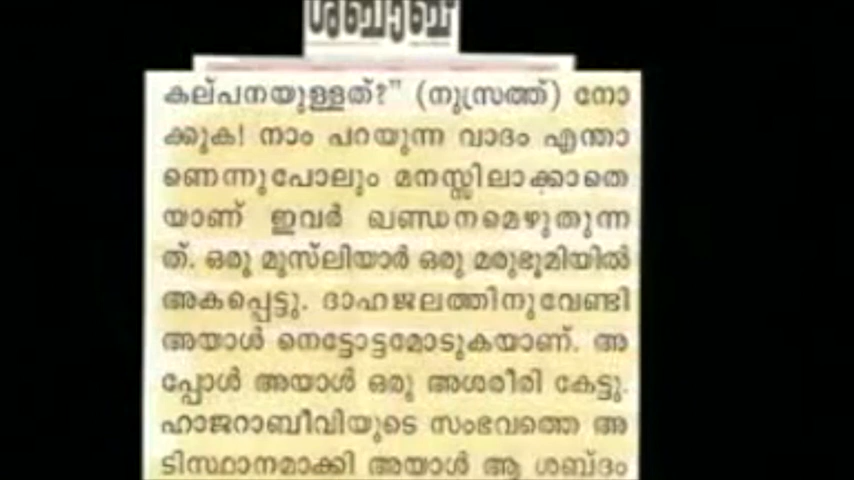 ശബാബ്
കല്പനയുള്ളത്?" (നുസ്രത്ത്) നോ
ക്കുക! നാം പറയുന്ന വാദം എന്താ
ണെന്നുപോലും മനസ്സിലാക്കാതെ
യാണ് ഇവർ ഖണ്ഡനമെഴുതുന്ന
ത്. ഒരു മുസ്‌ലിയാർ ഒരു മരുഭൂമിയിൽ
അകപ്പെട്ടു. ദാഹജലത്തിനുവേണ്ടി
അയാൾ നെട്ടോട്ടമോടുകയാണ്. അ
പ്പോൾ അയാൾ ഒരു അശരീരി കേട്ടു.
ഹാജറാബീവിയുടെ സംഭവത്തെ അ
ടിസ്ഥാനമാക്കി അയാൾ ആ ശബ്ദം